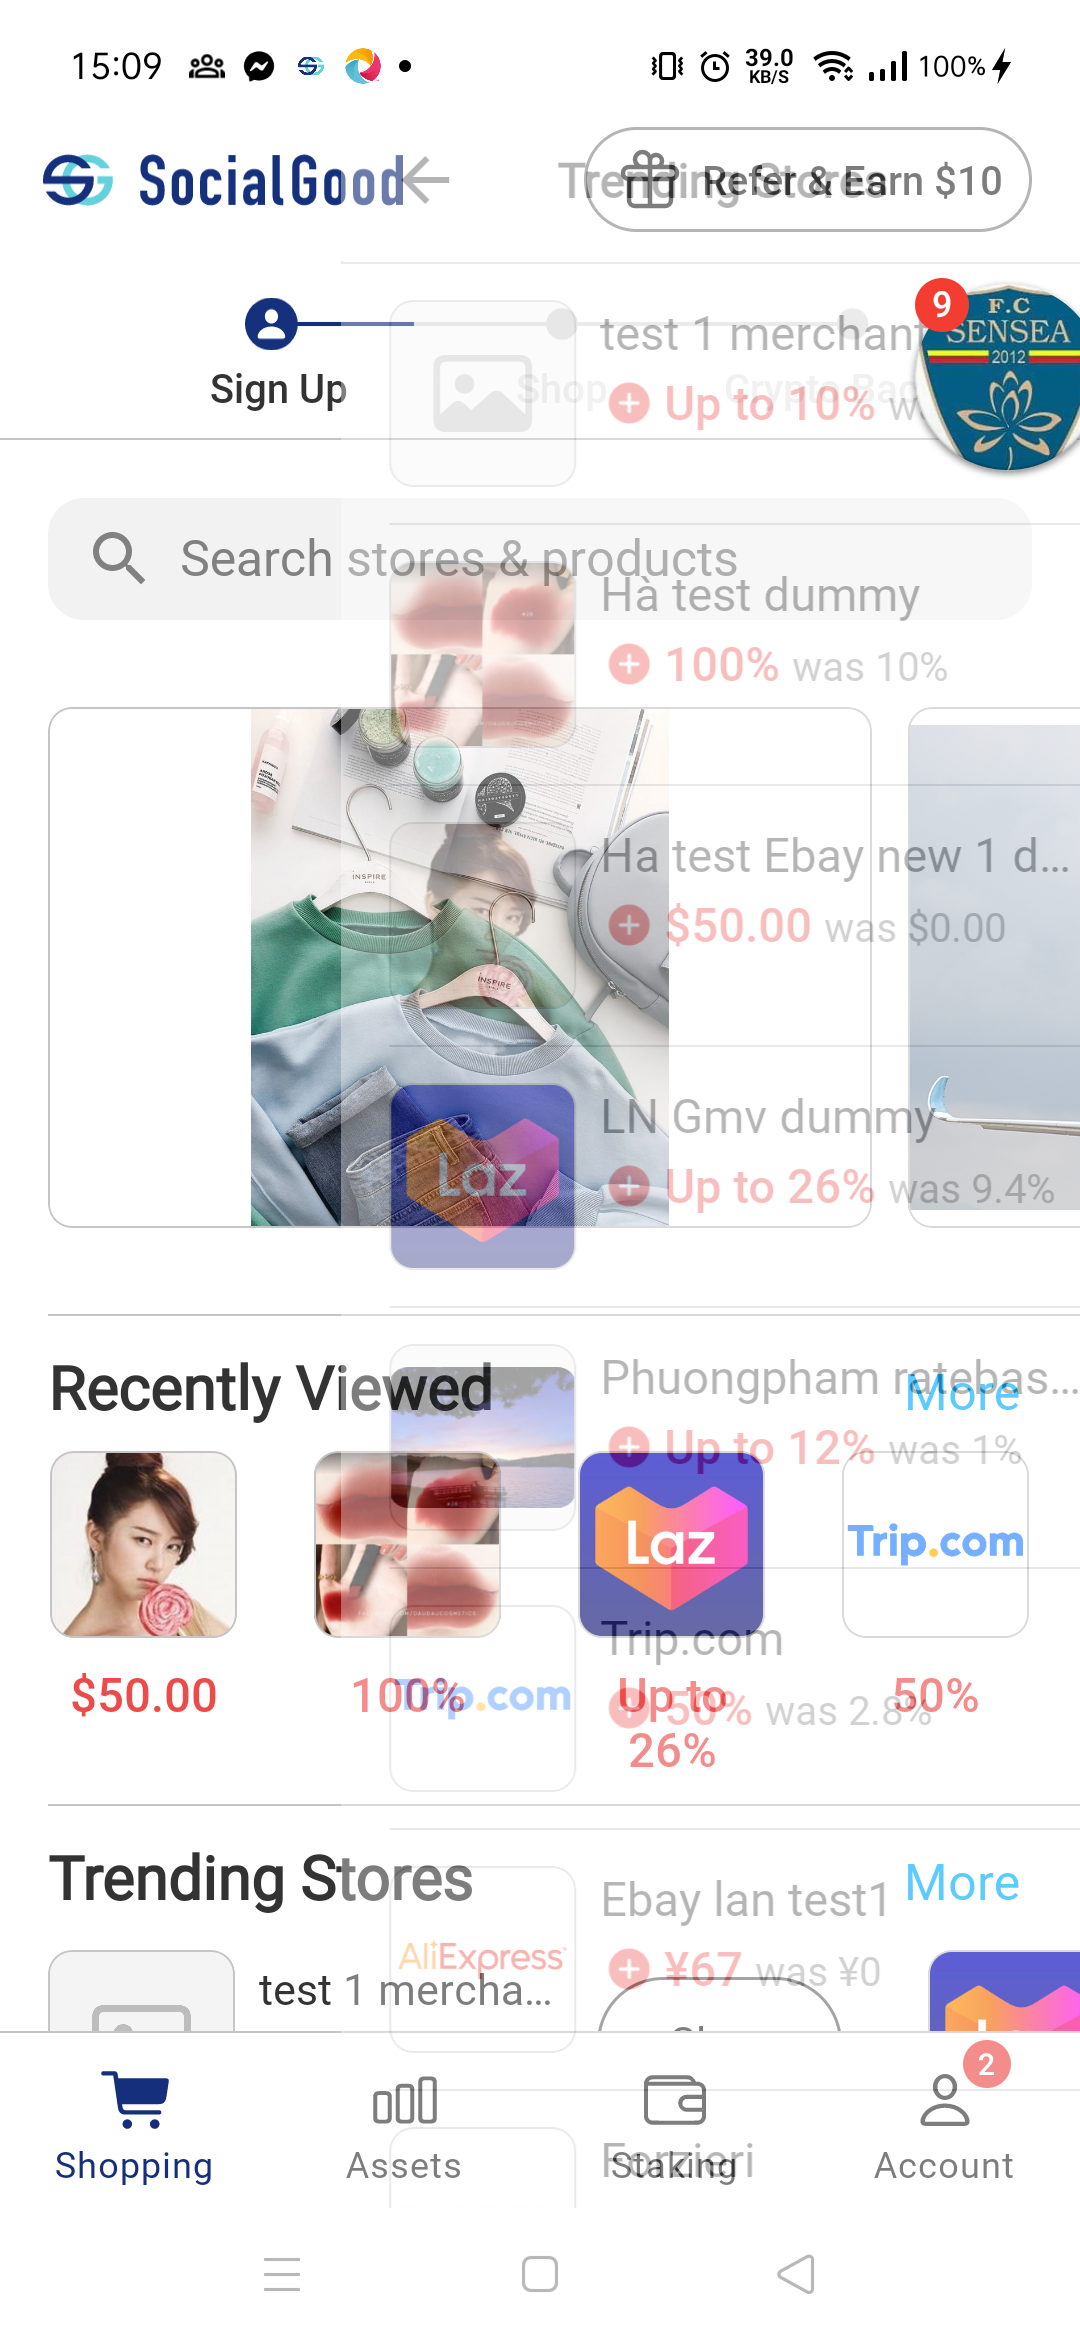 15:09
39.0
KB/S
100%
SocialGood
Trending Stores
Refer & Earn $10
Sign Up
Shop
Crypto Bac
9
F.C
SENSEA
2012
test 1 merchant
Up to 10% w
Search stores & products
Hà test dummy
100% was 10%
INSPIRE
INSPIRE
Ha test Ebay new 1 d...
$50.00 was $0.00
LN Gmv dummy
Laz
Up to 26% was 9.4%
Recently Viewed
More
Phuongpham ratebas...
Up to 12% was 1%
Laz
Trip.com
Trip.com
Trip.com
50% was 2.8%
$50.00
100%
Up to
26%
50%
Trending Stores
More
Ebay lan test1
AliExpress
¥67 was ¥0
test 1 mercha...
2
Shopping
Assets
Staking
Account
Forzieri